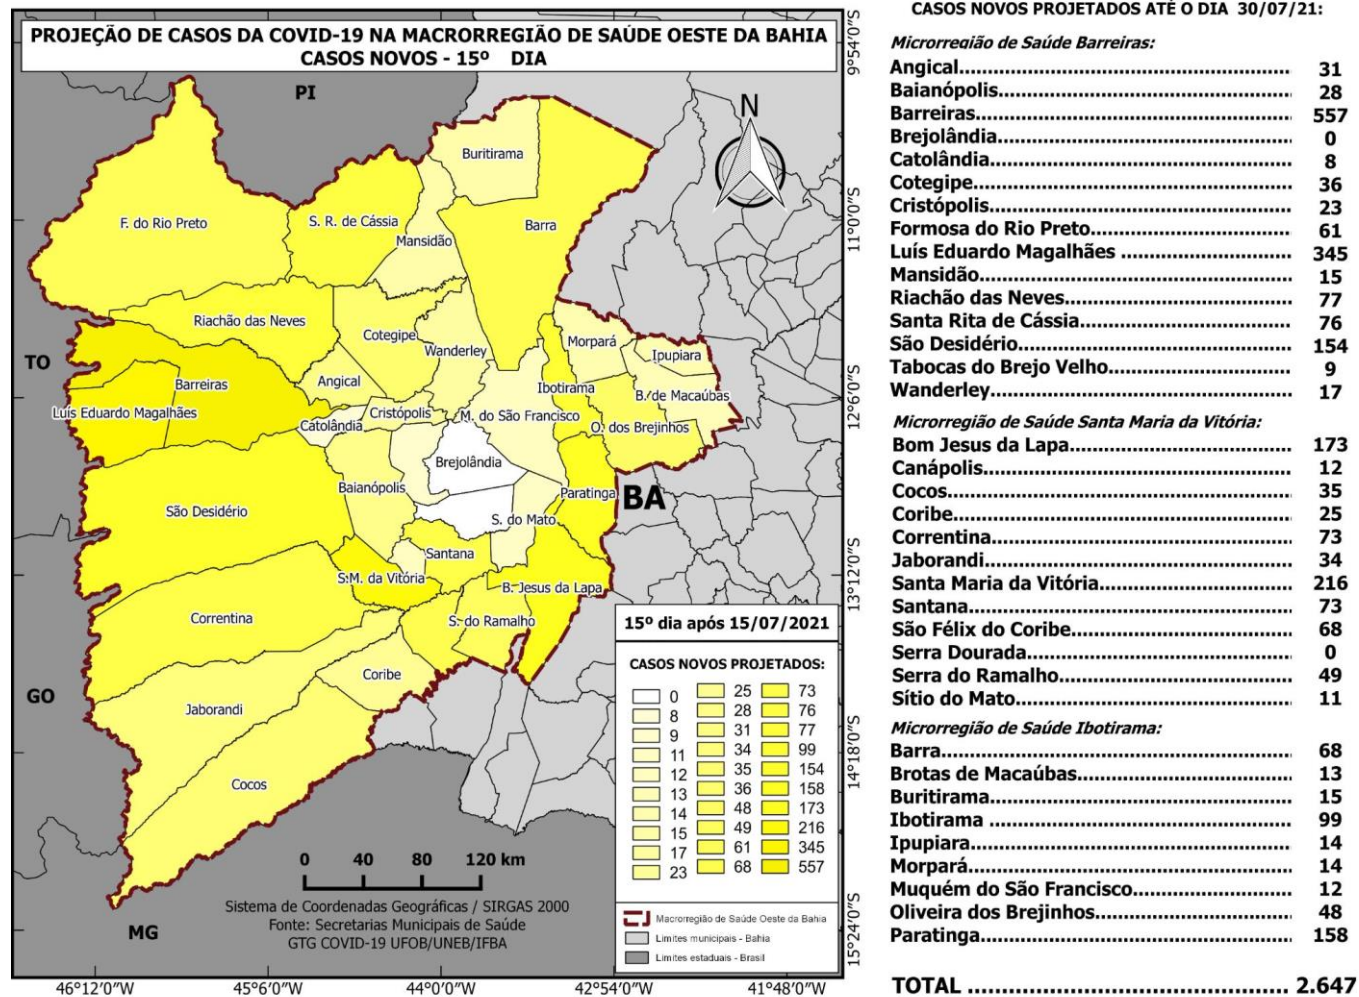 PROJEÇÃO DE CASOS DA COVID-19 NA MACRORREGIÃO DE SAÚDE OESTE DA BAHIA
CASOS NOVOS - 15º DIA
PI
N
Buritirama
F. do Rio Preto
S. R. de Cássia
Barra
Mansidão
Riachão das Neves
Cotegipe
Wanderley
Morpará
Ipupiara
TO
Barreiras
Angical
Ibotirama
B. de Macaúbas
Luís Eduardo Magalhães
Cristópolis
M. do São Francisco
Catolândia
O. dos Brejinhos
Brejolândia
Baianópolis
Paratinga
BA
São Desidério
S. do Mato
Santana
S.M. da Vitória
B. Jesus da Lapa
Correntina
S. do Ramalho
Coribe
GO
Jaborandi
Cocos
MG
0 40 80 120 km
Sistema de Coordenadas Geográficas / SIRGAS 2000
Fonte: Secretarias Municipais de Saúde
GTG COVID-19 UFOB/UNEB/IFBA
15º dia após 15/07/2021
CASOS NOVOS PROJETADOS:
0
8
9
11
12
13
14
15
17
23
25
28
31
34
35
36
48
49
61
68
73
76
77
99
154
158
173
216
345
557
Macrorregião de Saúde Oeste da Bahia
Limites municipais - Bahia
Limites estaduais - Brasil
9°54'0"S
11°0'0"S
12°6'0"S
13°12'0"S
14°18'0"S
15°24'0"S
46°12'0"W
45°6'0"W
44°0'0"W
42°54'0"W
41°48'0"W
CASOS NOVOS PROJETADOS ATÉ O DIA 30/07/21:
Microrregião de Saúde Barreiras:
Angical........................................ 31
Baianópolis........................................ 28
Barreiras........................................ 557
Brejolândia........................................ 0
Catolândia........................................ 8
Cotegipe........................................ 36
Cristópolis........................................ 23
Formosa do Rio Preto........................................ 61
Luís Eduardo Magalhães ........................................ 345
Mansidão........................................ 15
Riachão das Neves........................................ 77
Santa Rita de Cássia........................................ 76
São Desidério........................................ 154
Tabocas do Brejo Velho........................................ 9
Wanderley........................................ 17
Microrregião de Saúde Santa Maria da Vitória:
Bom Jesus da Lapa........................................ 173
Canápolis........................................ 12
Cocos........................................ 35
Coribe........................................ 25
Correntina........................................ 73
Jaborandi........................................ 34
Santa Maria da Vitória........................................ 216
Santana........................................ 73
São Félix do Coribe........................................ 68
Serra Dourada........................................ 0
Serra do Ramalho........................................ 49
Sítio do Mato........................................ 11
Microrregião de Saúde Ibotirama:
Barra........................................ 68
Brotas de Macaúbas........................................ 13
Buritirama........................................ 15
Ibotirama ........................................ 99
Ipupiara........................................ 14
Morpará........................................ 14
Muquém do São Francisco........................................ 12
Oliveira dos Brejinhos........................................ 48
Paratinga........................................ 158
TOTAL ........................................ 2.647